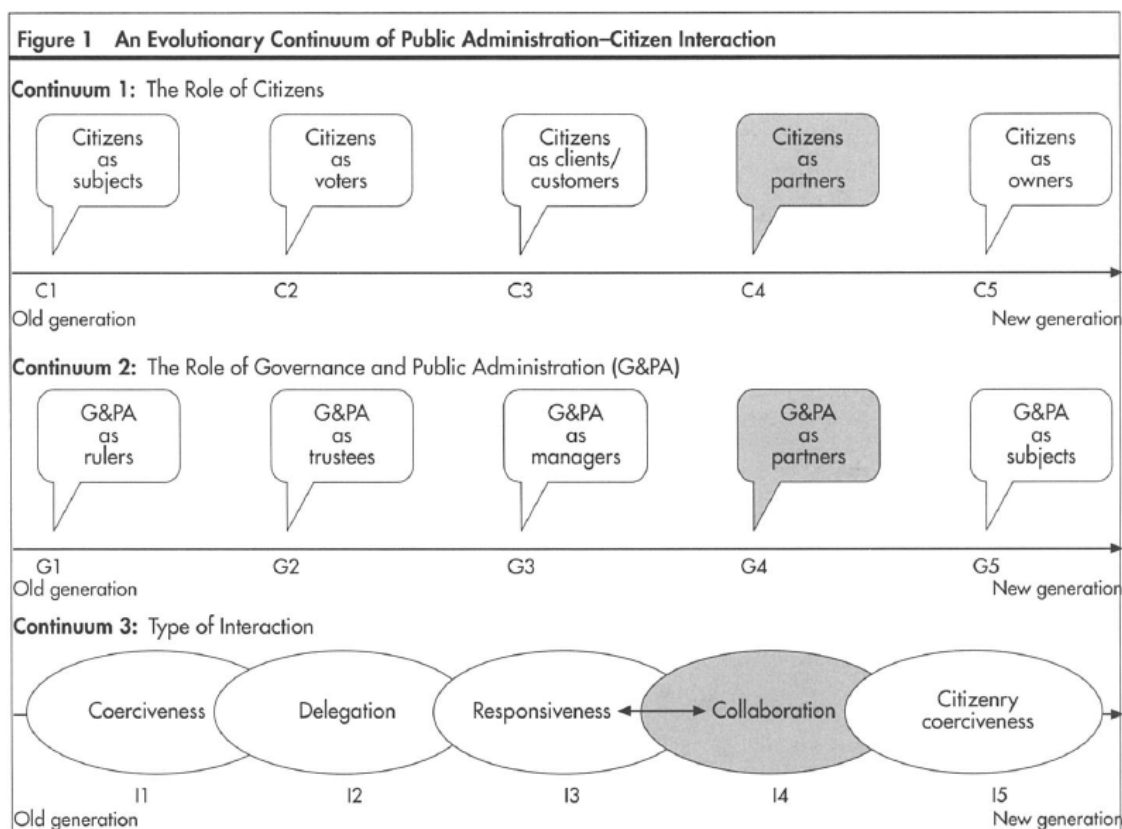 Figure 1 An Evolutionary Continuum of Public Administration–Citizen Interaction
Continuum 1: The Role of Citizens
Citizens
as
subjects
Citizens
as
voters
Citizens
as clients/
customers
Citizens
as
partners
Citizens
as
owners
C1
C2
C3
C4
C5
Old generation
New generation
Continuum 2: The Role of Governance and Public Administration (G&PA)
G&PA
as
rulers
G&PA
as
trustees
G&PA
as
managers
G&PA
as
partners
G&PA
as
subjects
G1
G2
G3
G4
G5
Old generation
New generation
Continuum 3: Type of Interaction
Coerciveness
Delegation
Responsiveness
Collaboration
Citizenry
coerciveness
I1
I2
I3
I4
I5
Old generation
New generation